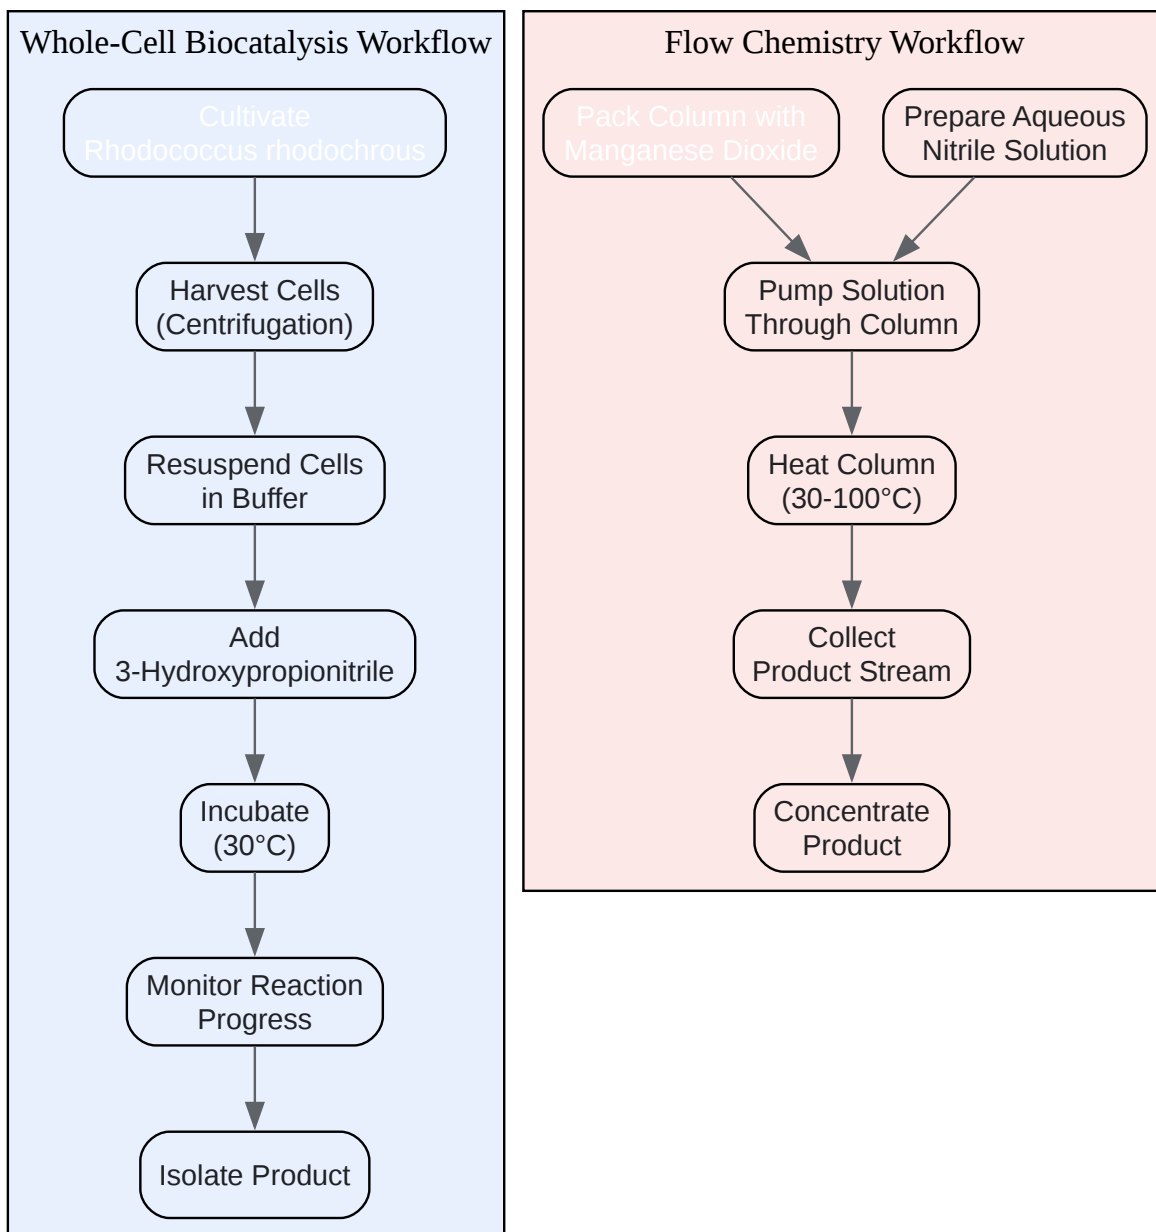 Whole-Cell Biocatalysis Workflow
Cultivate
Rhodococcus rhodochrous
Harvest Cells
(Centrifugation)
Resuspend Cells
in Buffer
Add
3-Hydroxypropionitrile
Incubate
(30°C)
Monitor Reaction
Progress
Isolate Product
Flow Chemistry Workflow
Pack Column with
Manganese Dioxide
Prepare Aqueous
Nitrile Solution
Pump Solution
Through Column
Heat Column
(30-100°C)
Collect
Product Stream
Concentrate
Product